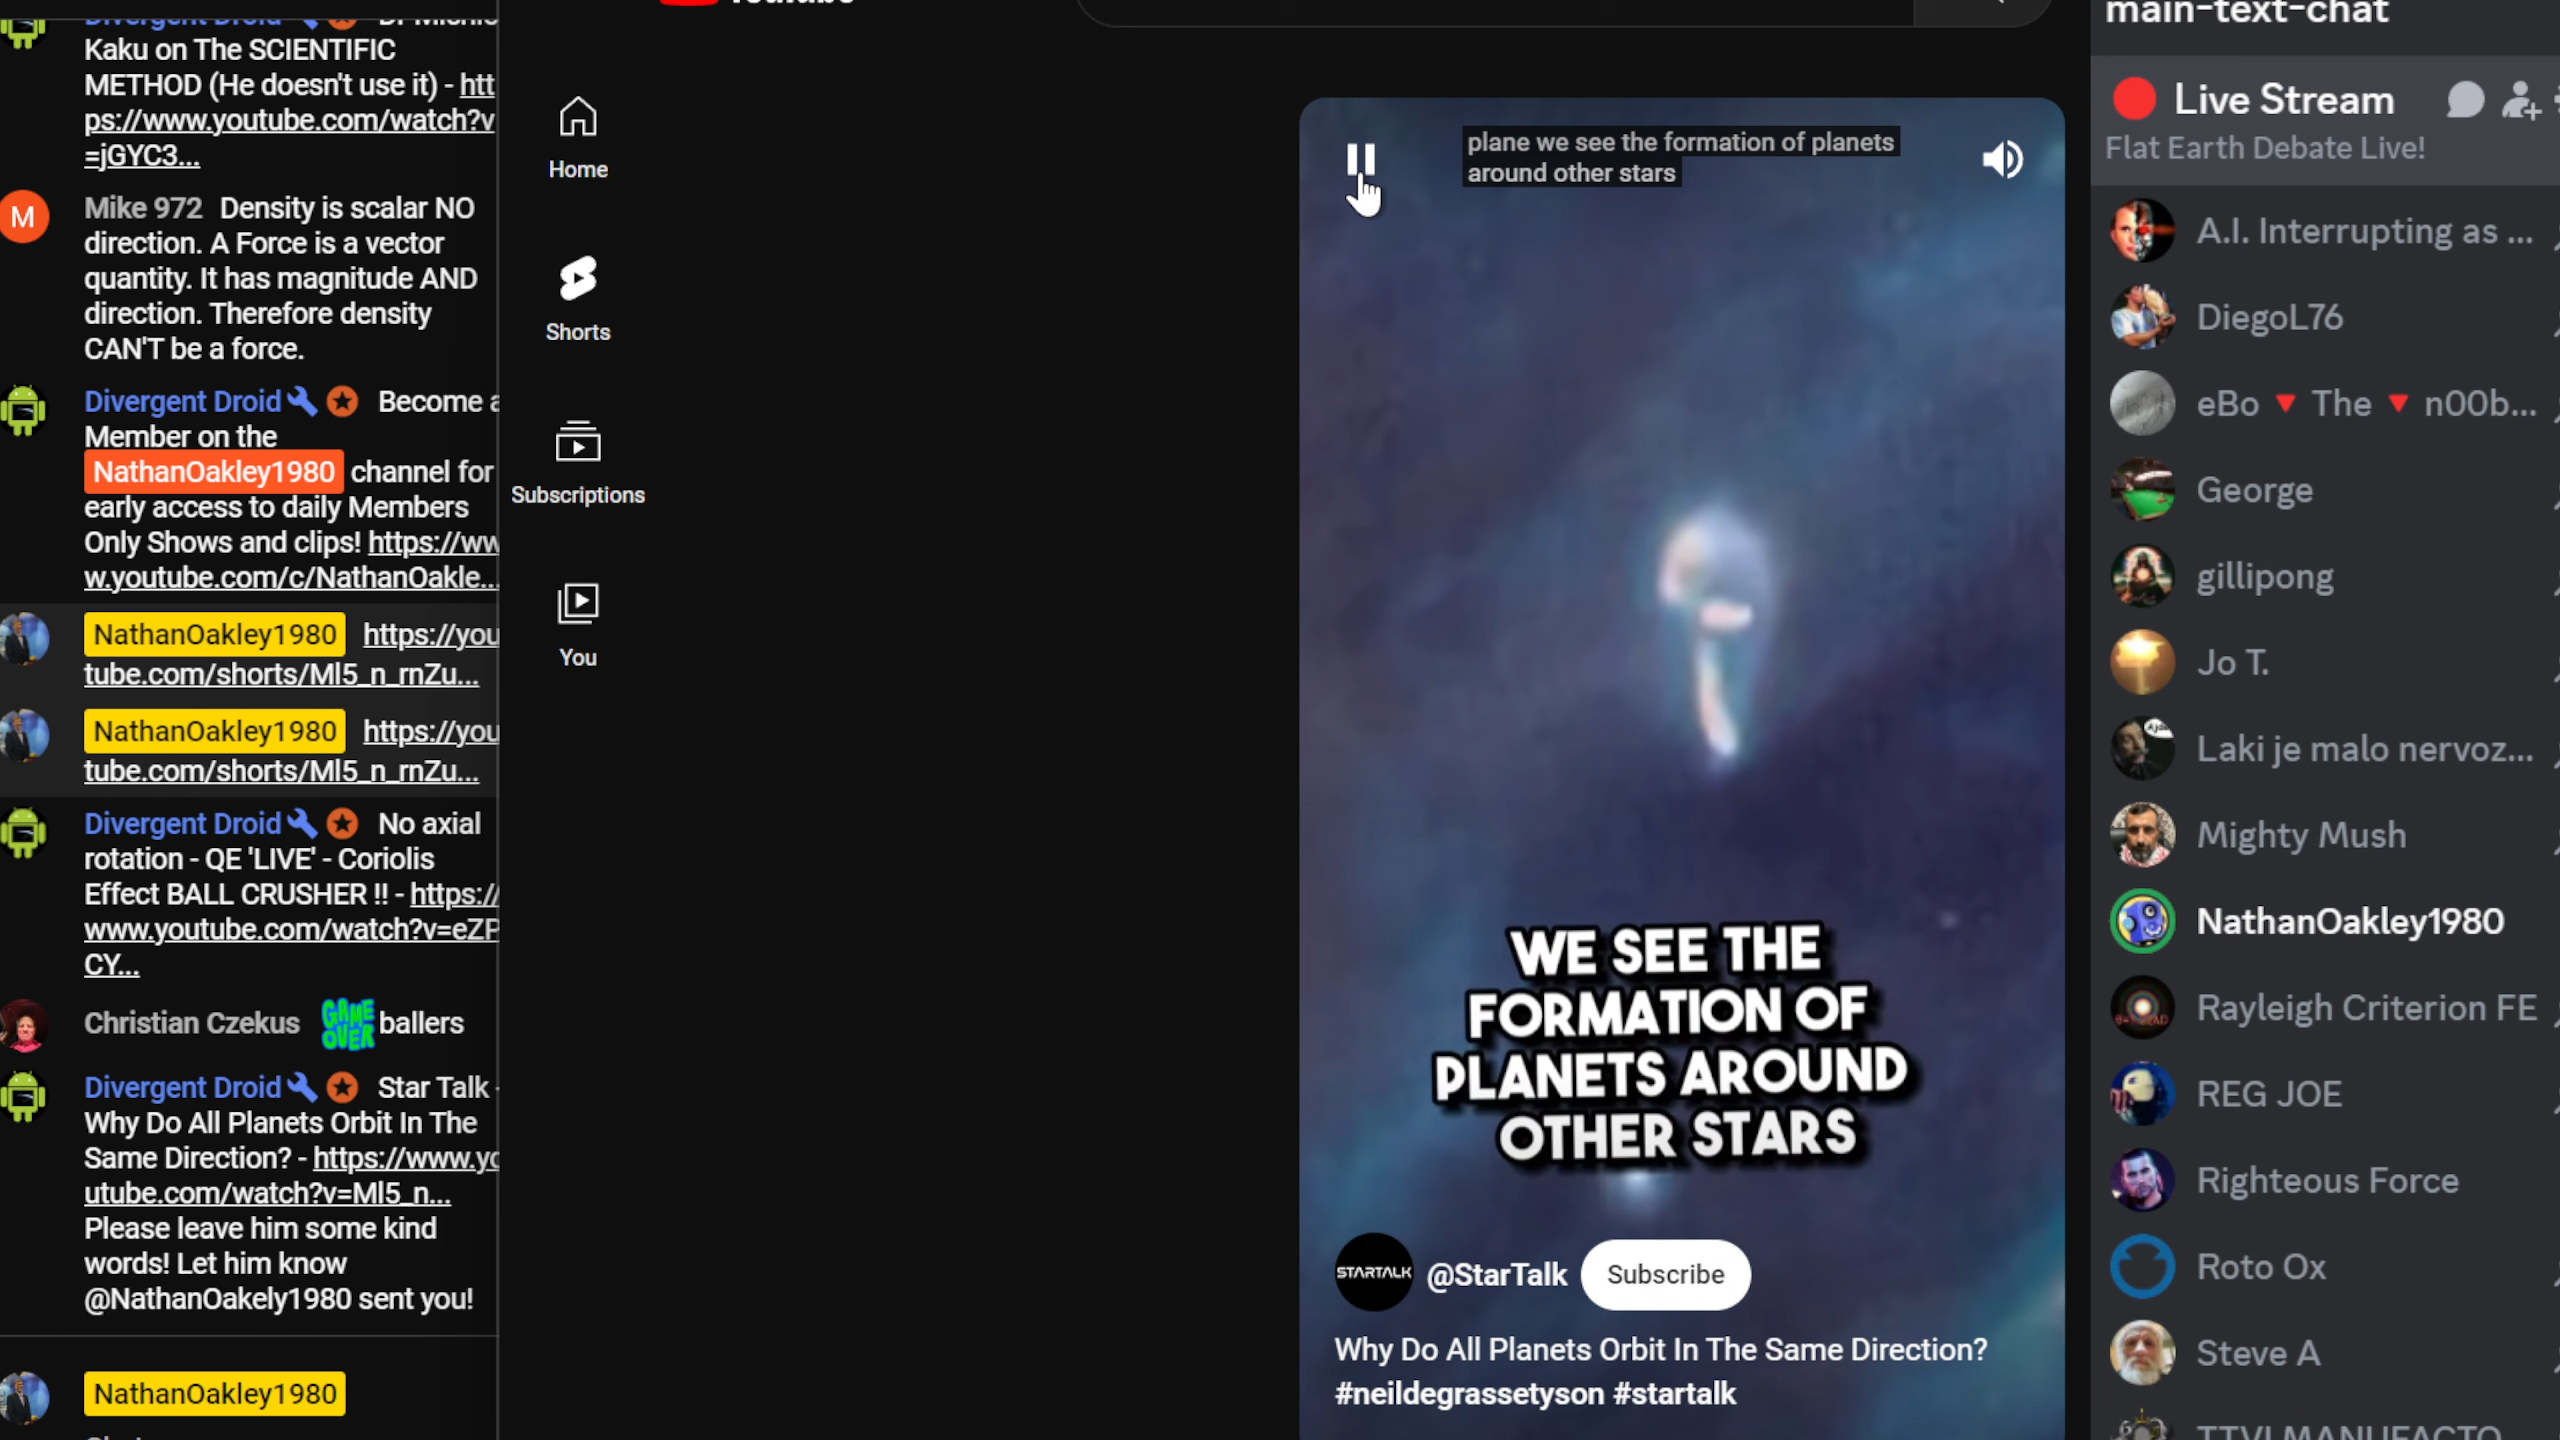 Kaku on The SCIENTIFIC
METHOD (He doesn't use it) - htt
ps://www.youtube.com/watch?v
=jGYC3...
Mike 972 Density is scalar NO
direction. A Force is a vector
quantity. It has magnitude AND
direction. Therefore density
CAN'T be a force.
Divergent Droid Become a
Member on the
NathanOakley1980 channel for
early access to daily Members
Only Shows and clips! https://ww
w.youtube.com/c/NathanOakle...
NathanOakley1980 https://you
tube.com/shorts/Ml5_n_rnZu...
NathanOakley1980 https://you
tube.com/shorts/Ml5_n_rnZu...
Divergent Droid No axial
rotation - QE 'LIVE' - Coriolis
Effect BALL CRUSHER !! - https://
www.youtube.com/watch?v=eZP
CY...
Christian Czekus GAME OVER ballers
Divergent Droid Star Talk -
Why Do All Planets Orbit In The
Same Direction? - https://www.yo
utube.com/watch?v=Ml5_n...
Please leave him some kind
words! Let him know
@NathanOakely1980 sent you!
NathanOakley1980
M
Home
Shorts
Subscriptions
You
plane we see the formation of planets
around other stars
WE SEE THE
FORMATION OF
PLANETS AROUND
OTHER STARS
STARTALK @StarTalk Subscribe
Why Do All Planets Orbit In The Same Direction?
#neildegrassetyson #startalk
main-text-chat
Live Stream
Flat Earth Debate Live!
A.I. Interrupting as ...
DiegoL76
eBo The n00b...
George
gillipong
Jo T.
Laki je malo nervoz...
Mighty Mush
NathanOakley1980
Rayleigh Criterion FE
REG JOE
Righteous Force
Roto Ox
Steve A